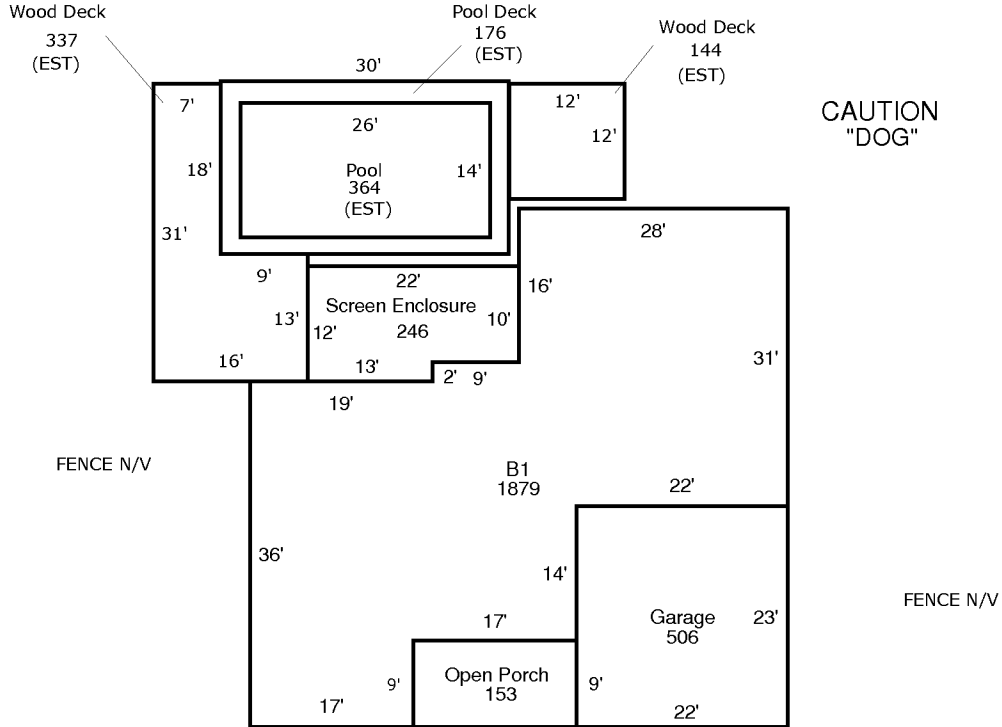 Wood Deck
337
(EST)
Pool Deck
176
(EST)
Wood Deck
144
(EST)
30'
7'
12'
12'
CAUTION
"DOG"
26'
18'
Pool
364
(EST)
14'
31'
28'
9'
22'
16'
Screen Enclosure
246
13'
12'
10'
16'
13'
2'
9'
31'
19'
FENCE N/V
B1
1879
22'
36'
14'
17'
Garage
506
23'
FENCE N/V
9'
Open Porch
153
9'
17'
22'